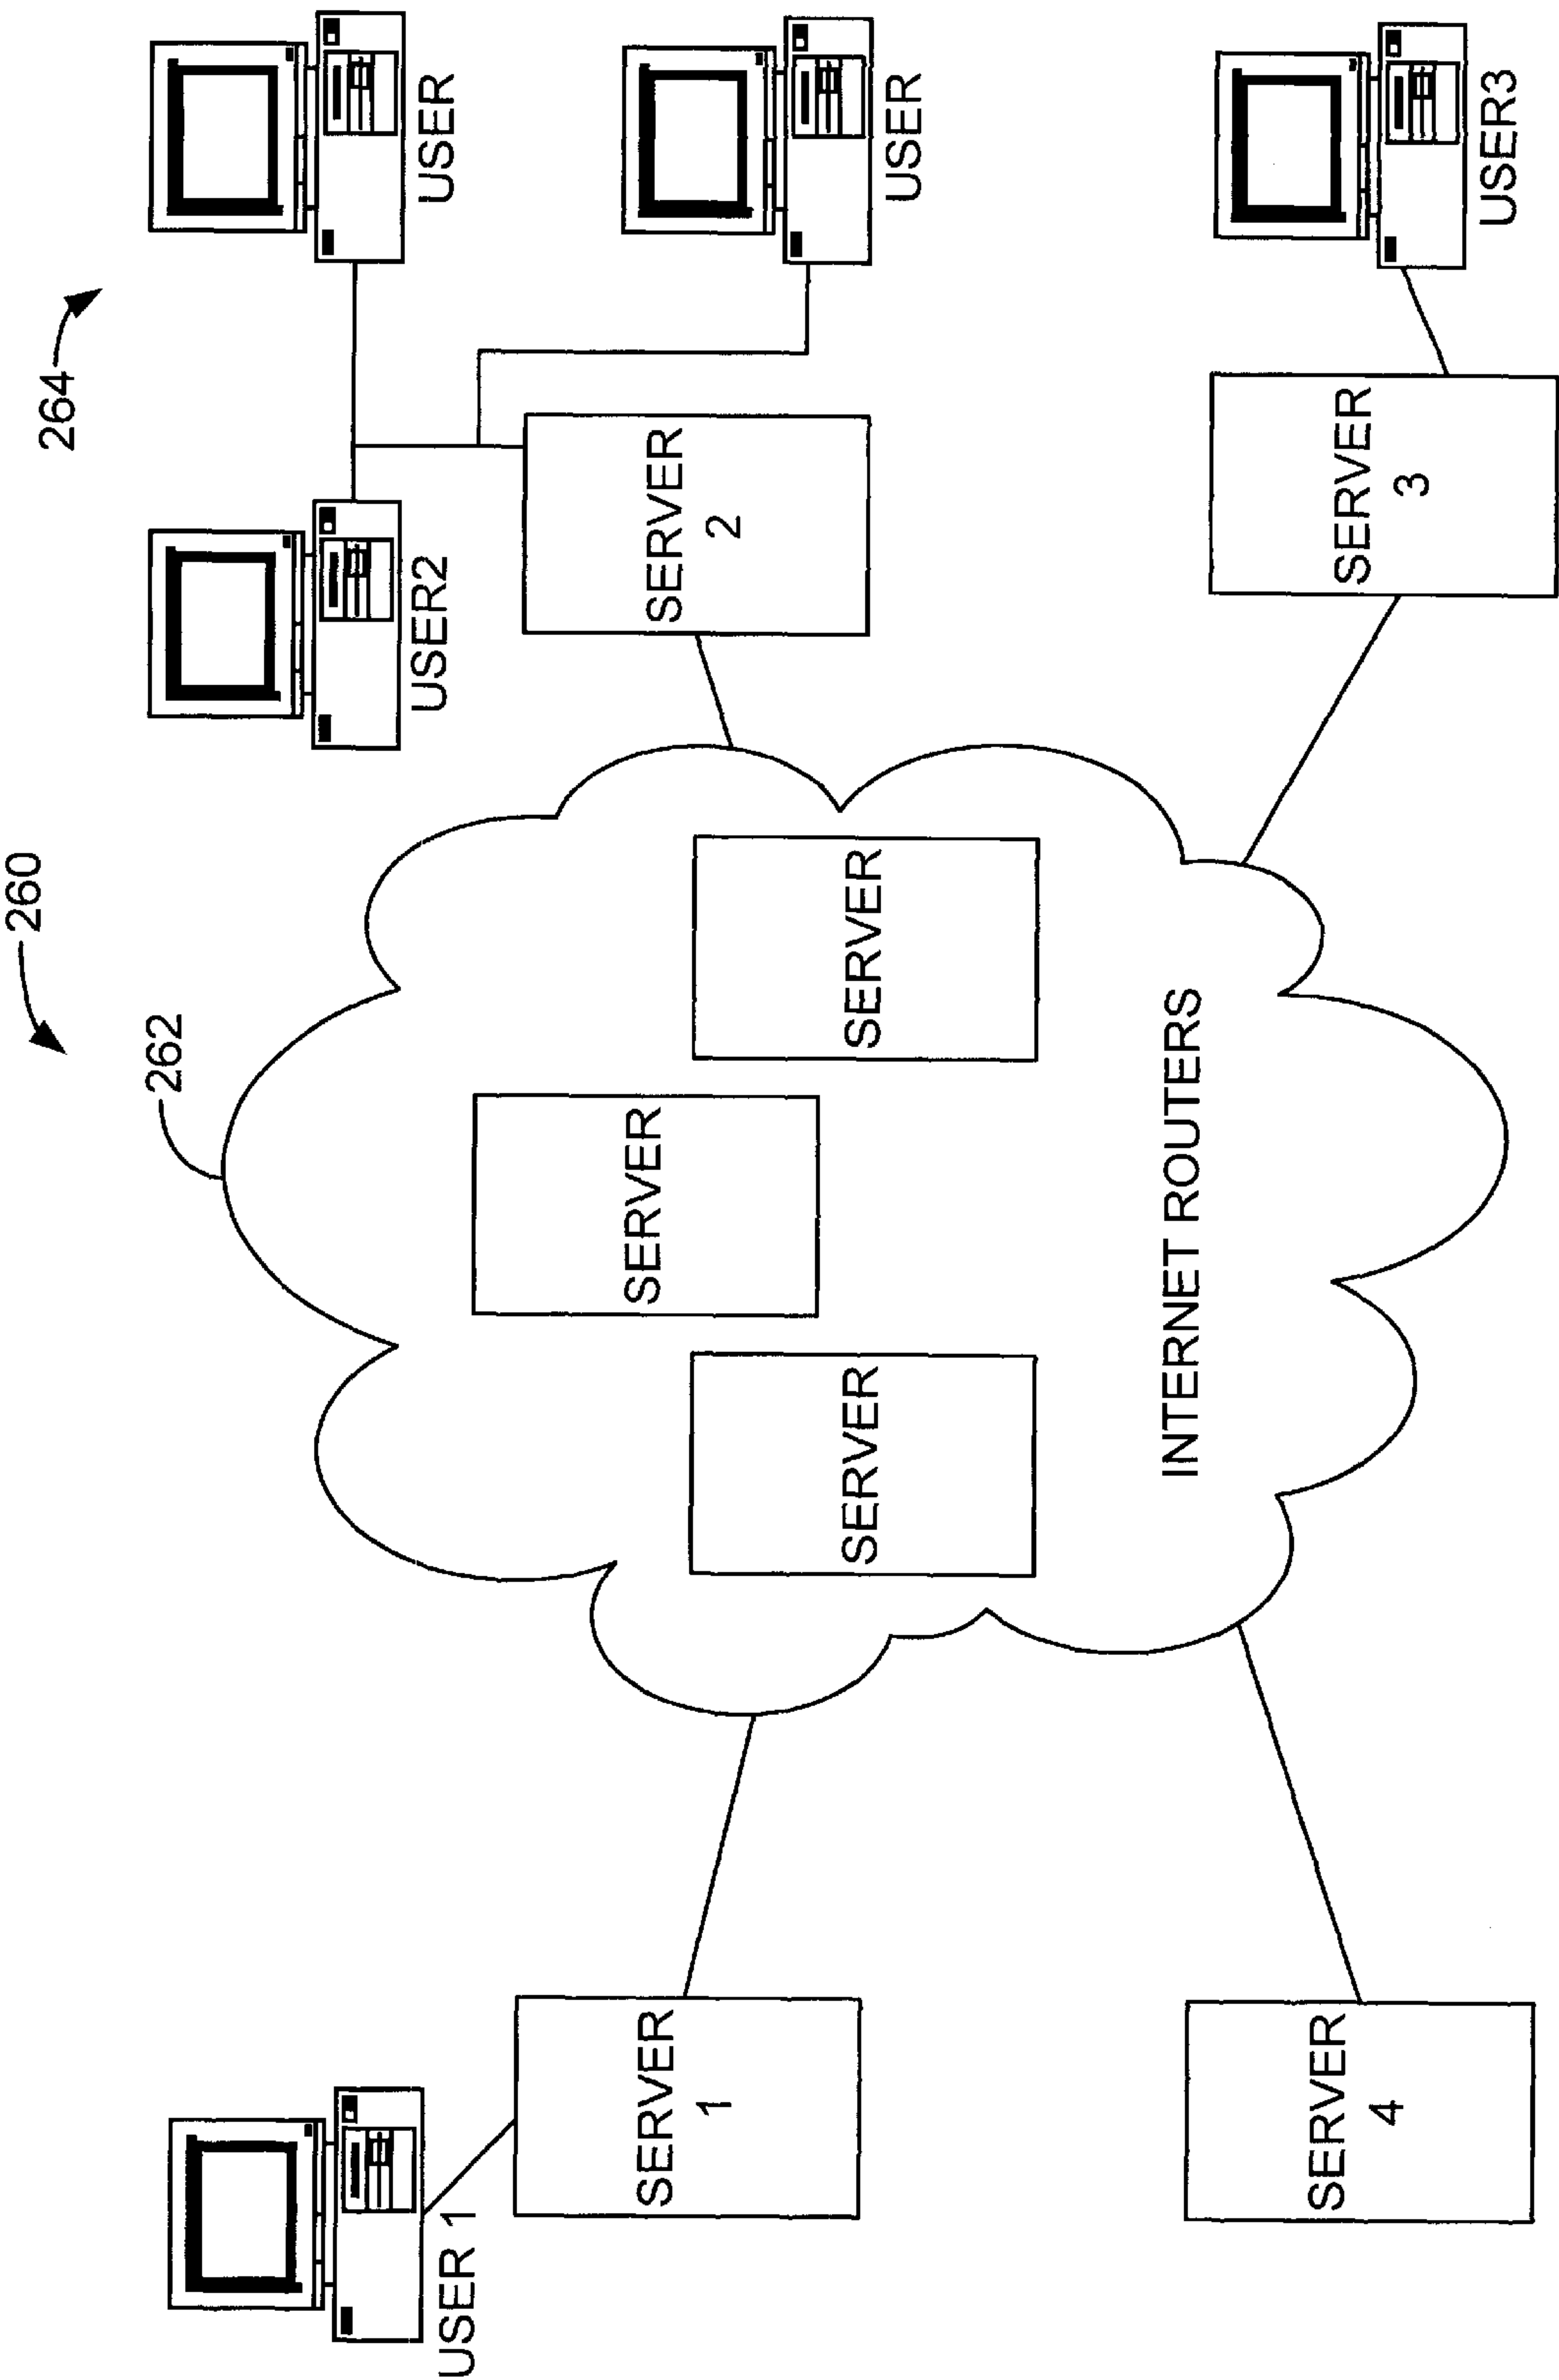 260
264
262
USER 1
USER2
USER
SERVER
1
SERVER
SERVER
SERVER
SERVER
2
USER
INTERNET ROUTERS
SERVER
4
SERVER
3
USER3